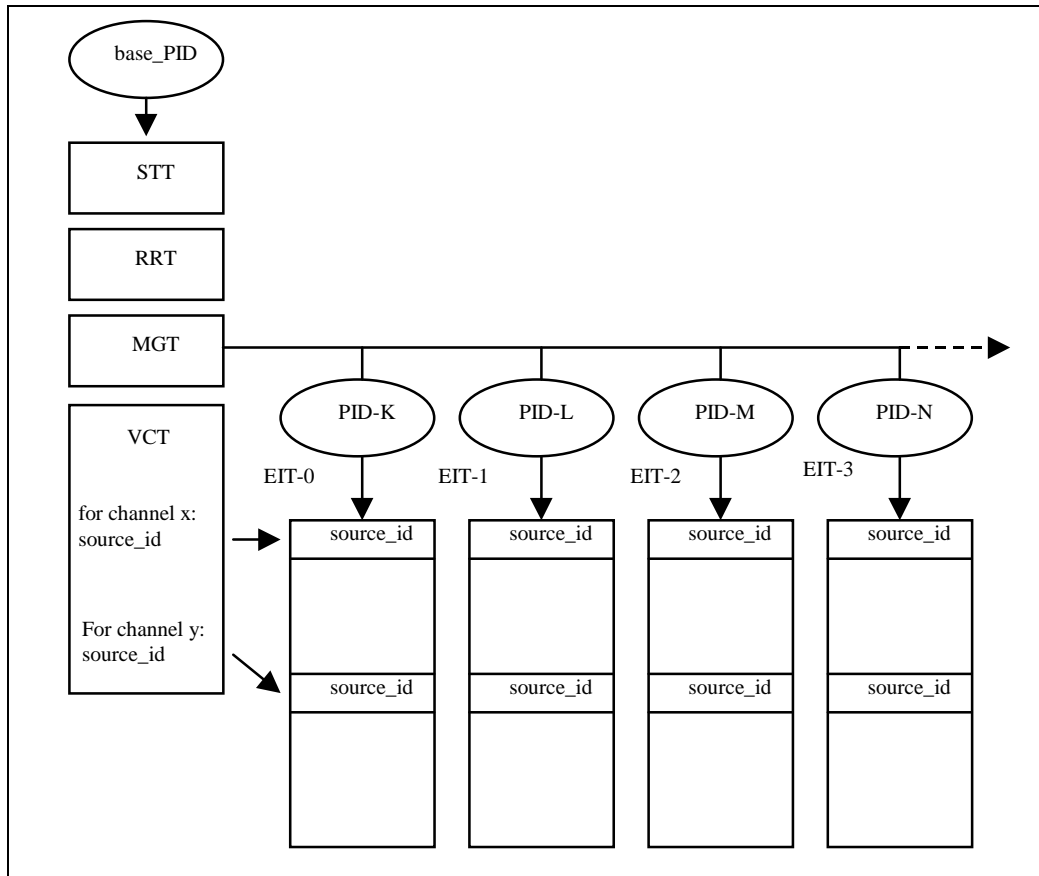 base_PID
STT
RRT
MGT
PID-K
PID-L
PID-M
PID-N
VCT
EIT-0
EIT-1
EIT-2
EIT-3
for channel x:
source_id
source_id
source_id
source_id
source_id
For channel y:
source_id
source_id
source_id
source_id
source_id